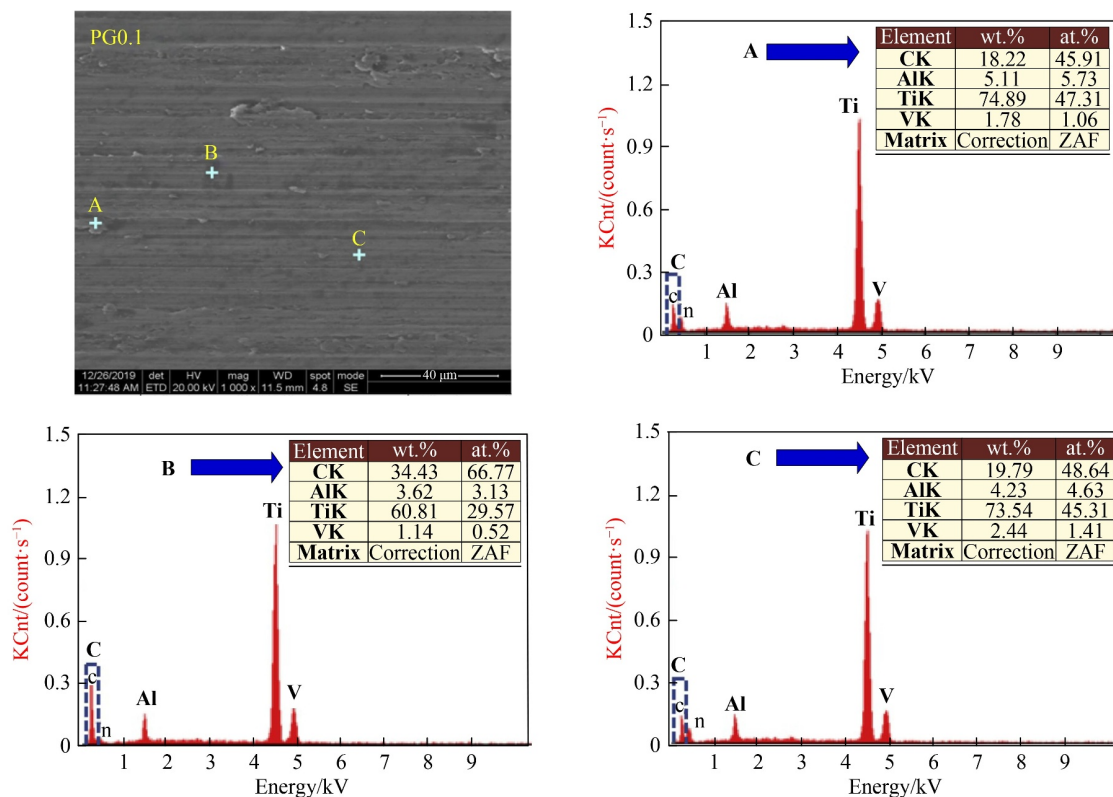 PG0.1
B
A
C
12/26/2019 det HV mag WD spot mode
11:27:48 AM ETD 20.00 kV 1 000 x 11.5 mm 4.8 SE 40 μm
1.5
1.2
0.9
0.6
0.3
0
KCnt/(count·s⁻¹)
A
Element wt.% at.%
CK 18.22 45.91
AlK 5.11 5.73
TiK 74.89 47.31
VK 1.78 1.06
Matrix Correction ZAF
Ti
C
c
n
Al
V
1 2 3 4 5 6 7 8 9
Energy/kV
1.5
1.2
0.9
0.6
0.3
0
KCnt/(count·s⁻¹)
B
Element wt.% at.%
CK 34.43 66.77
AlK 3.62 3.13
TiK 60.81 29.57
VK 1.14 0.52
Matrix Correction ZAF
Ti
C
c
n
Al
V
1 2 3 4 5 6 7 8 9
Energy/kV
1.5
1.2
0.9
0.6
0.3
0
KCnt/(count·s⁻¹)
C
Element wt.% at.%
CK 19.79 48.64
AlK 4.23 4.63
TiK 73.54 45.31
VK 2.44 1.41
Matrix Correction ZAF
Ti
C
c
n
Al
V
1 2 3 4 5 6 7 8 9
Energy/kV